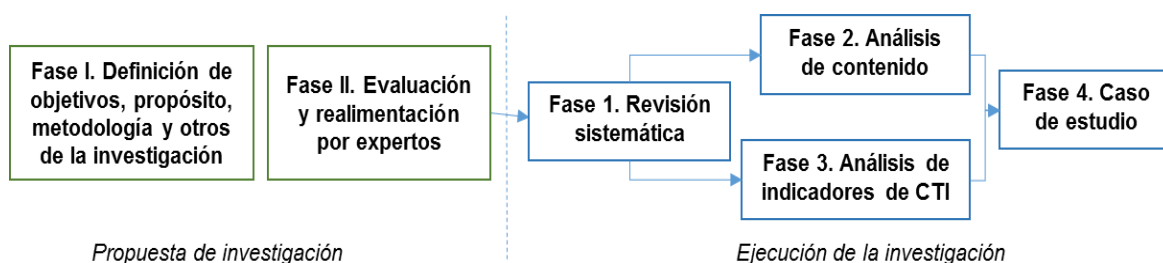 Fase I. Definición de
objetivos, propósito,
metodología y otros
de la investigación
Fase II. Evaluación
y realimentación
por expertos
Fase 1. Revisión
sistemática
Fase 2. Análisis
de contenido
Fase 3. Análisis de
indicadores de CTI
Fase 4. Caso
de estudio
Propuesta de investigación
Ejecución de la investigación